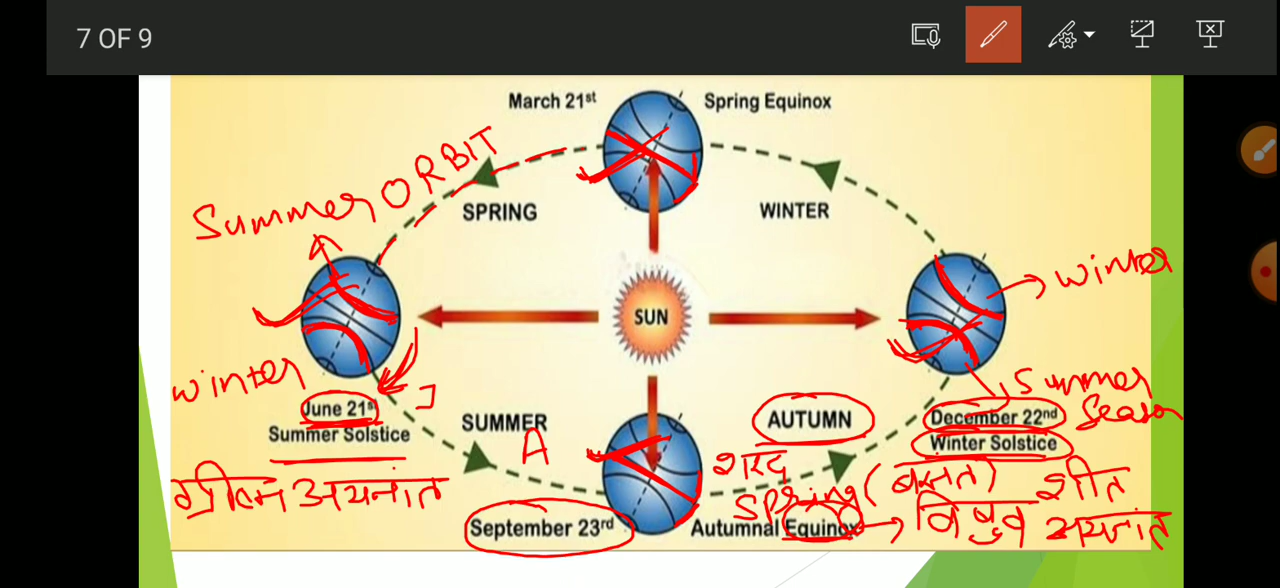 7 OF 9
March 21st
Spring Equinox
Summer ORBIT
SPRING
WINTER
SUN
winter
winter
Summer
Season
June 21st
Summer Solstice
SUMMER
AUTUMN
December 22nd
Winter Solstice
A
शरद
ग्रीष्म अयनांत
Spring (बसन्त)
शीत
अयनांत
September 23rd
Autumnal Equinox
विषुव